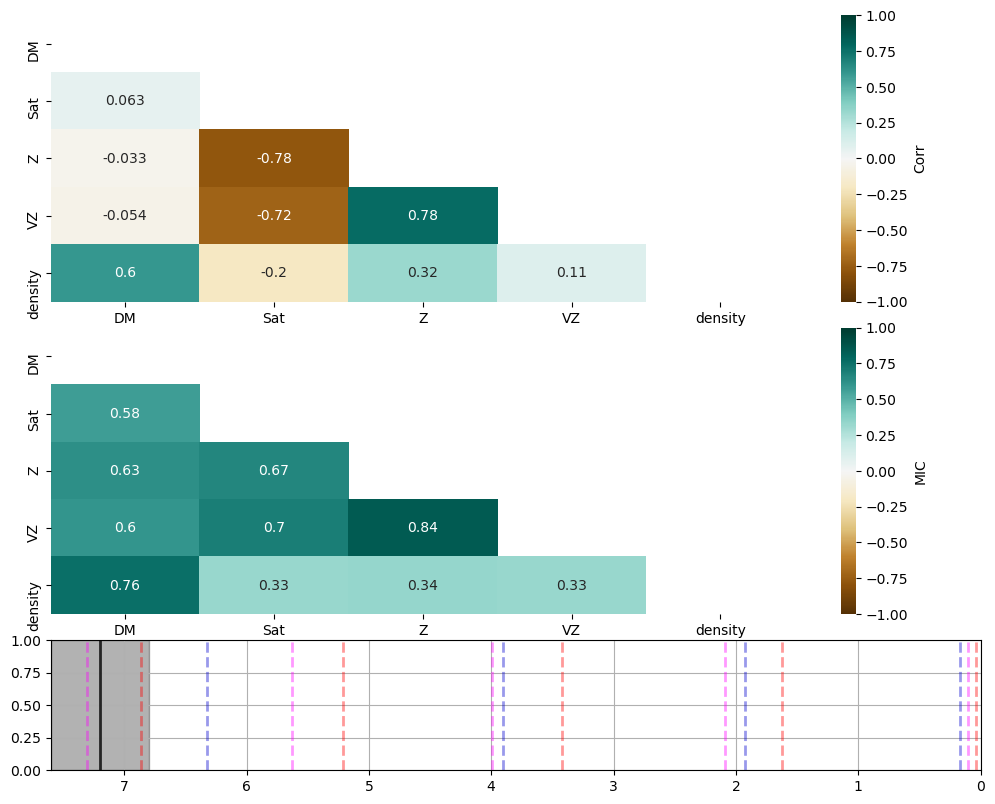 DM
Sat
0.063
Z
-0.033
-0.78
VZ
-0.054
-0.72
0.78
density
0.6
-0.2
0.32
0.11
DM
Sat
Z
VZ
density
1.00
0.75
0.50
0.25
0.00
−0.25
−0.50
−0.75
−1.00
Corr
DM
Sat
0.58
Z
0.63
0.67
VZ
0.6
0.7
0.84
density
0.76
0.33
0.34
0.33
DM
Sat
Z
VZ
density
1.00
0.75
0.50
0.25
0.00
−0.25
−0.50
−0.75
−1.00
MIC
1.00
0.75
0.50
0.25
0.00
7
6
5
4
3
2
1
0